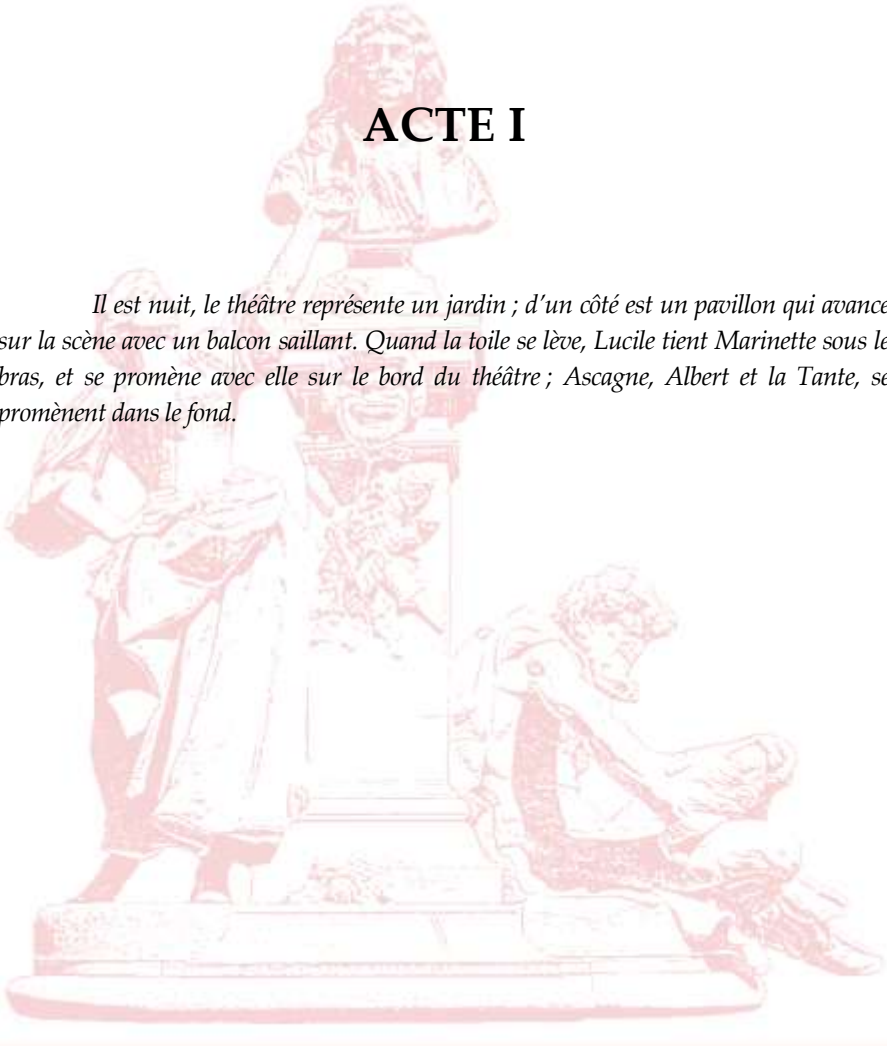 ACTE I
Il est nuit, le théâtre représente un jardin ; d’un côté est un pavillon qui avance
sur la scène avec un balcon saillant. Quand la toile se lève, Lucile tient Marinette sous le
bras, et se promène avec elle sur le bord du théâtre ; Ascagne, Albert et la Tante, se
promènent dans le fond.